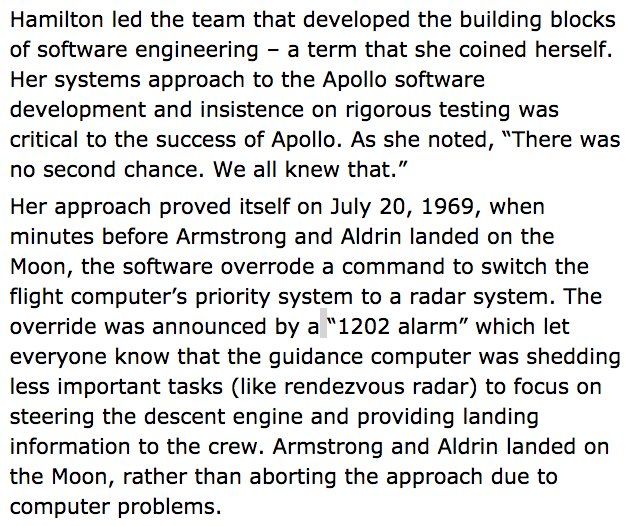 Hamilton led the team that developed the building blocks
of software engineering – a term that she coined herself.
Her systems approach to the Apollo software
development and insistence on rigorous testing was
critical to the success of Apollo. As she noted, “There was
no second chance. We all knew that.”
Her approach proved itself on July 20, 1969, when
minutes before Armstrong and Aldrin landed on the
Moon, the software overrode a command to switch the
flight computer’s priority system to a radar system. The
override was announced by a “1202 alarm” which let
everyone know that the guidance computer was shedding
less important tasks (like rendezvous radar) to focus on
steering the descent engine and providing landing
information to the crew. Armstrong and Aldrin landed on
the Moon, rather than aborting the approach due to
computer problems.